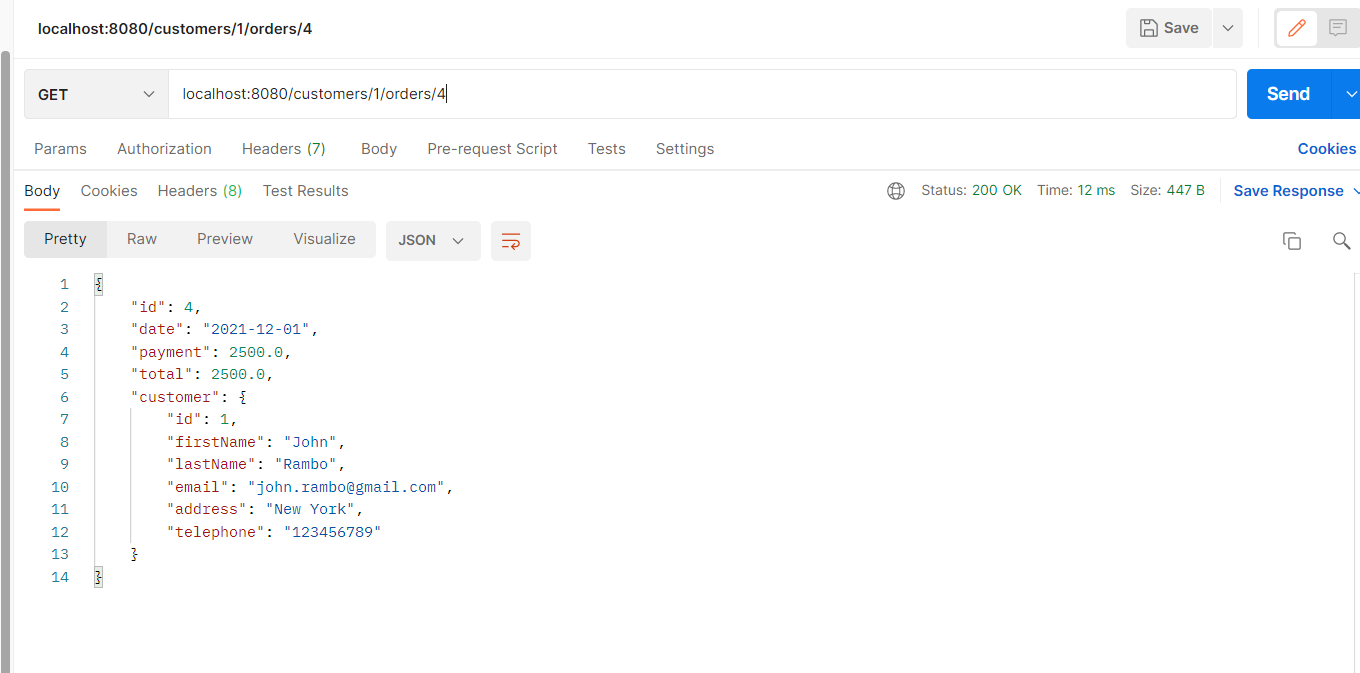 localhost:8080/customers/1/orders/4 Save
GET localhost:8080/customers/1/orders/4 Send
Params Authorization Headers (7) Body Pre-request Script Tests Settings Cookies
Body Cookies Headers (8) Test Results Status: 200 OK Time: 12 ms Size: 447 B Save Response
Pretty Raw Preview Visualize JSON
1 {
2 "id": 4,
3 "date": "2021-12-01",
4 "payment": 2500.0,
5 "total": 2500.0,
6 "customer": {
7 "id": 1,
8 "firstName": "John",
9 "lastName": "Rambo",
10 "email": "john.rambo@gmail.com",
11 "address": "New York",
12 "telephone": "123456789"
13 }
14 }